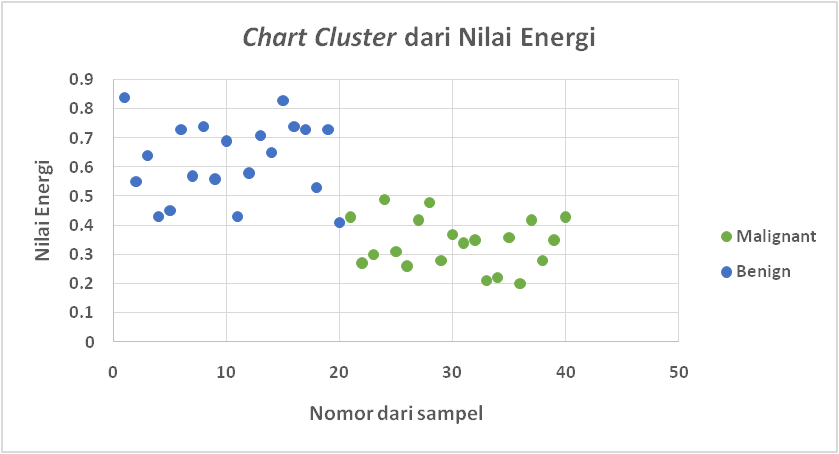 Chart Cluster dari Nilai Energi
Nilai Energi
0.9
0.8
0.7
0.6
0.5
0.4
0.3
0.2
0.1
0
0 10 20 30 40 50
Nomor dari sampel
Malignant
Benign